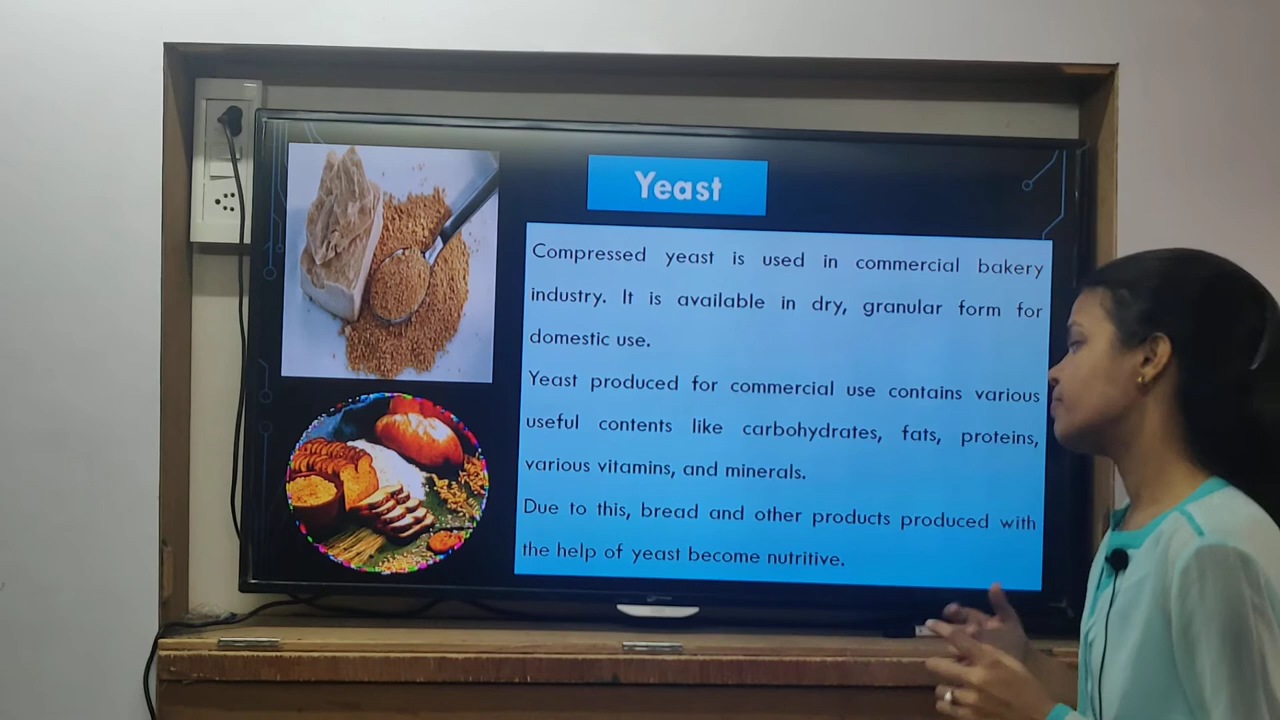 Yeast
Compressed yeast is used in commercial bakery
industry. It is available in dry, granular form for
domestic use.
Yeast produced for commercial use contains various
useful contents like carbohydrates, fats, proteins,
various vitamins, and minerals.
Due to this, bread and other products produced with
the help of yeast become nutritive.